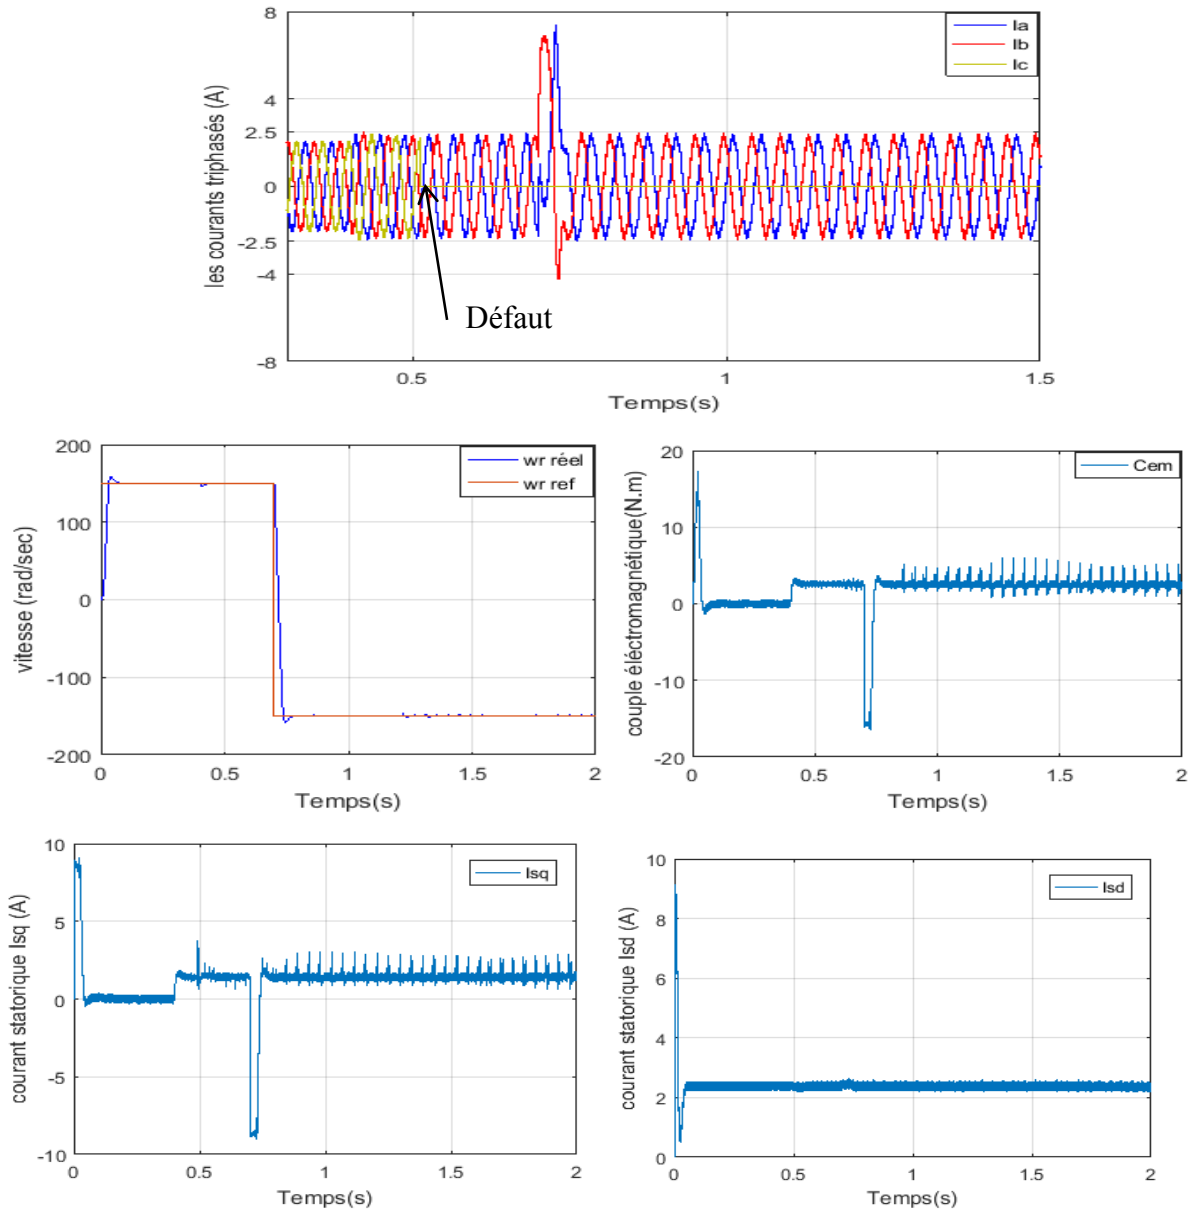 8
4
2.5
0
-2.5
-4
-8
les courants triphasés (A)
Ia
Ib
Ic
Défaut
0.5
1
1.5
Temps(s)
200
100
0
-100
-200
vitesse (rad/sec)
wr réel
wr ref
0
0.5
1
1.5
2
Temps(s)
20
10
0
-10
-20
couple éléctromagnétique(N.m)
Cem
0
0.5
1
1.5
2
Temps(s)
10
5
0
-5
-10
courant statorique Isq (A)
Isq
0
0.5
1
1.5
2
Temps(s)
10
8
6
4
2
0
courant statorique Isd (A)
Isd
0
0.5
1
1.5
2
Temps(s)